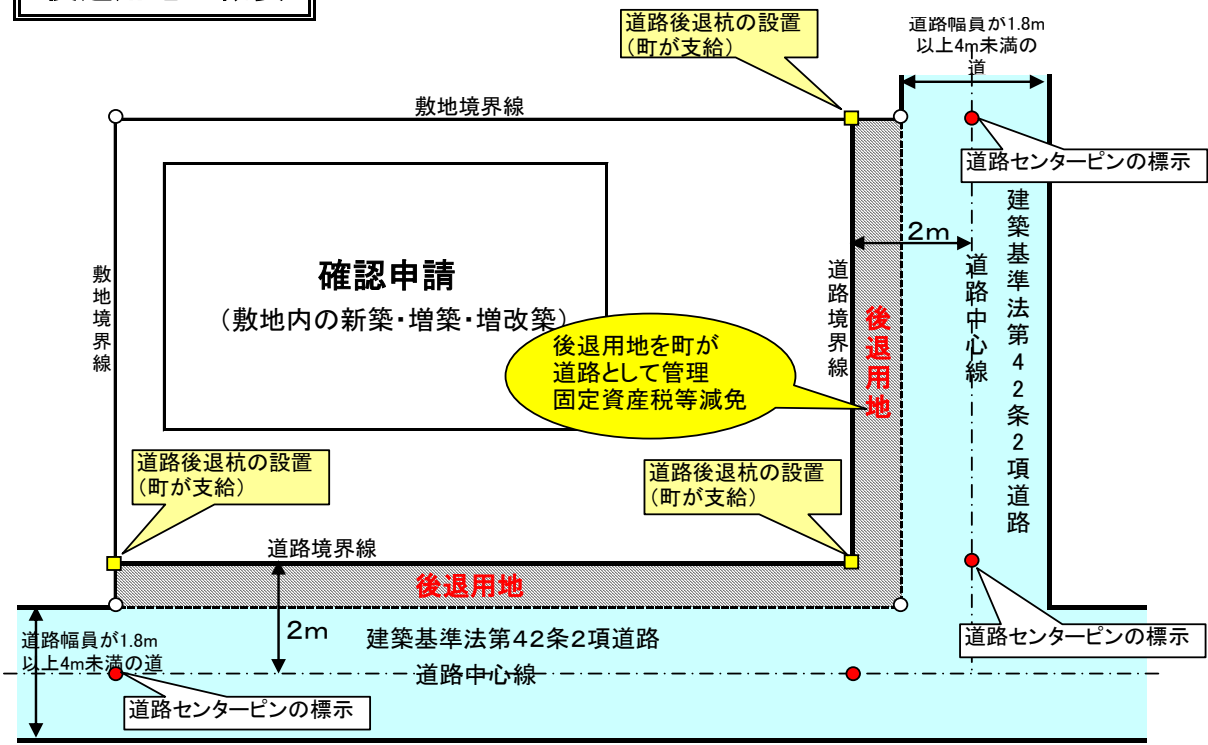 道路後退杭の設置
(町が支給)
道路幅員が1.8m
以上4m未満の
道
敷地境界線
道路センターピンの標示
確認申請
(敷地内の新築・増築・増改築)
敷地境界線
2m
道路境界線
後退用地
道路中心線
建築基準法第42条2項道路
後退用地を町が
道路として管理
固定資産税等減免
道路後退杭の設置
(町が支給)
道路後退杭の設置
(町が支給)
道路境界線
後退用地
2m
建築基準法第42条2項道路
道路中心線
道路幅員が1.8m
以上4m未満の道
道路センターピンの標示
道路センターピンの標示